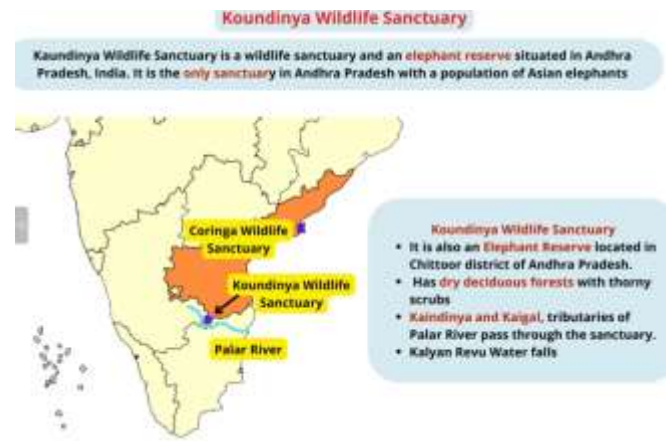 Koundinya Wildlife Sanctuary
Kaundinya Wildlife Sanctuary is a wildlife sanctuary and an elephant reserve situated in Andhra
Pradesh, India. It is the only sanctuary in Andhra Pradesh with a population of Asian elephants
Coringa Wildlife
Sanctuary
Koundinya Wildlife
Sanctuary
Palar River
Koundinya Wildlife Sanctuary
• It is also an Elephant Reserve located in
Chittoor district of Andhra Pradesh.
• Has dry deciduous forests with thorny
scrubs
• Kaindinya and Kaigal, tributaries of
Palar River pass through the sanctuary.
• Kalyan Revu Water falls